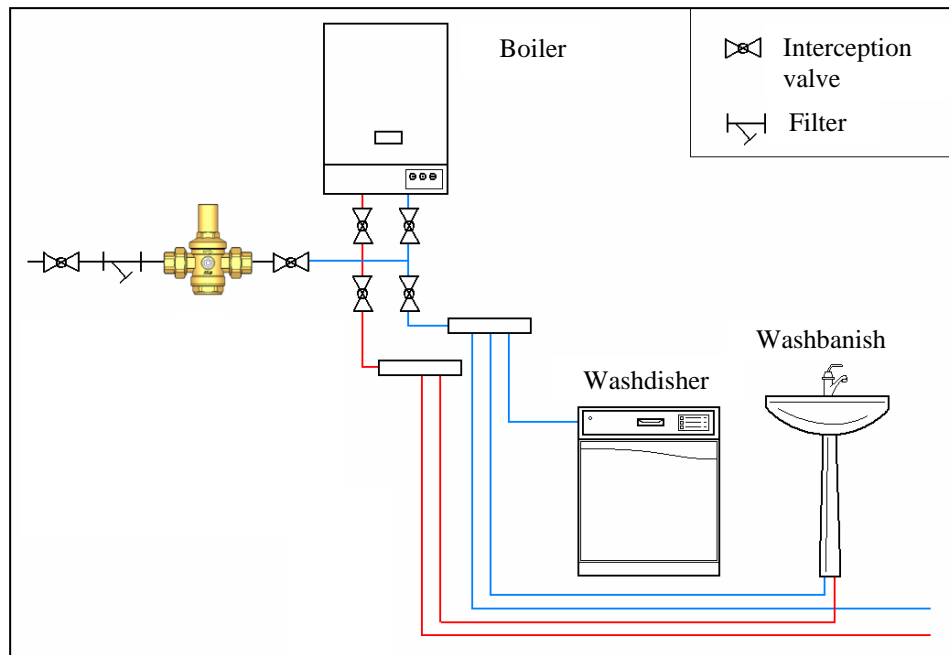 Boiler
Interception
valve
Filter
Washbanish
Washdisher